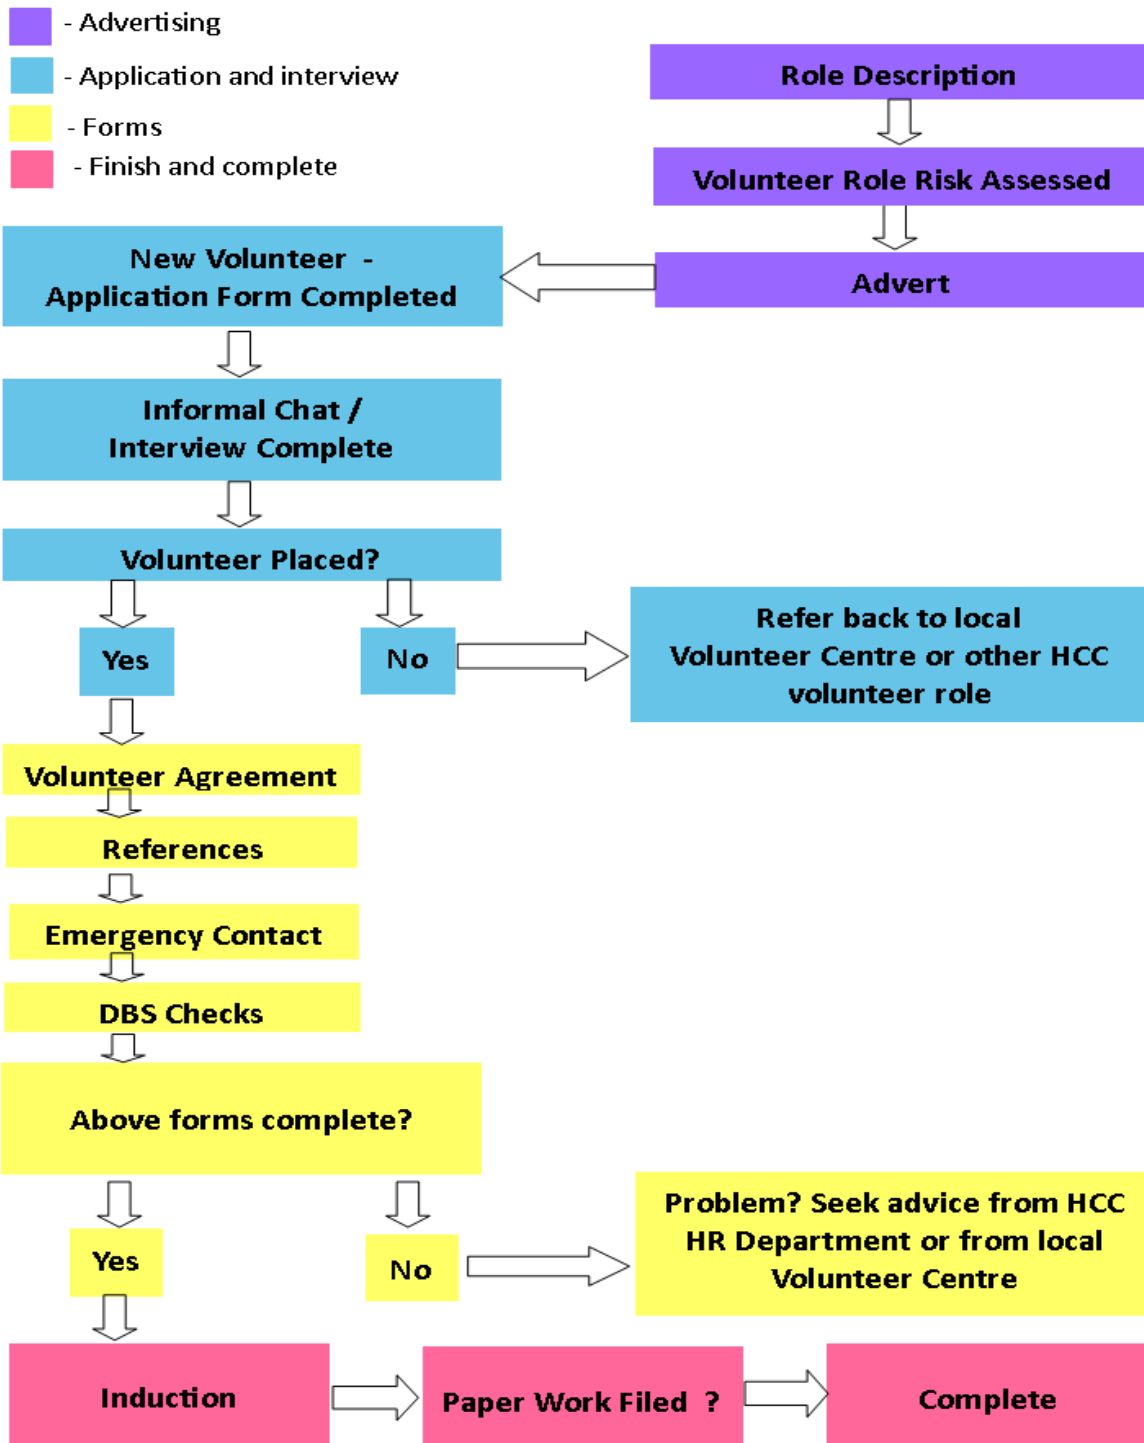 - Advertising
- Application and interview
- Forms
- Finish and complete
Role Description
Volunteer Role Risk Assessed
Advert
New Volunteer -
Application Form Completed
Informal Chat /
Interview Complete
Volunteer Placed?
Yes
No
Refer back to local
Volunteer Centre or other HCC
volunteer role
Volunteer Agreement
References
Emergency Contact
DBS Checks
Above forms complete?
Yes
No
Problem? Seek advice from HCC
HR Department or from local
Volunteer Centre
Induction
Paper Work Filed ?
Complete